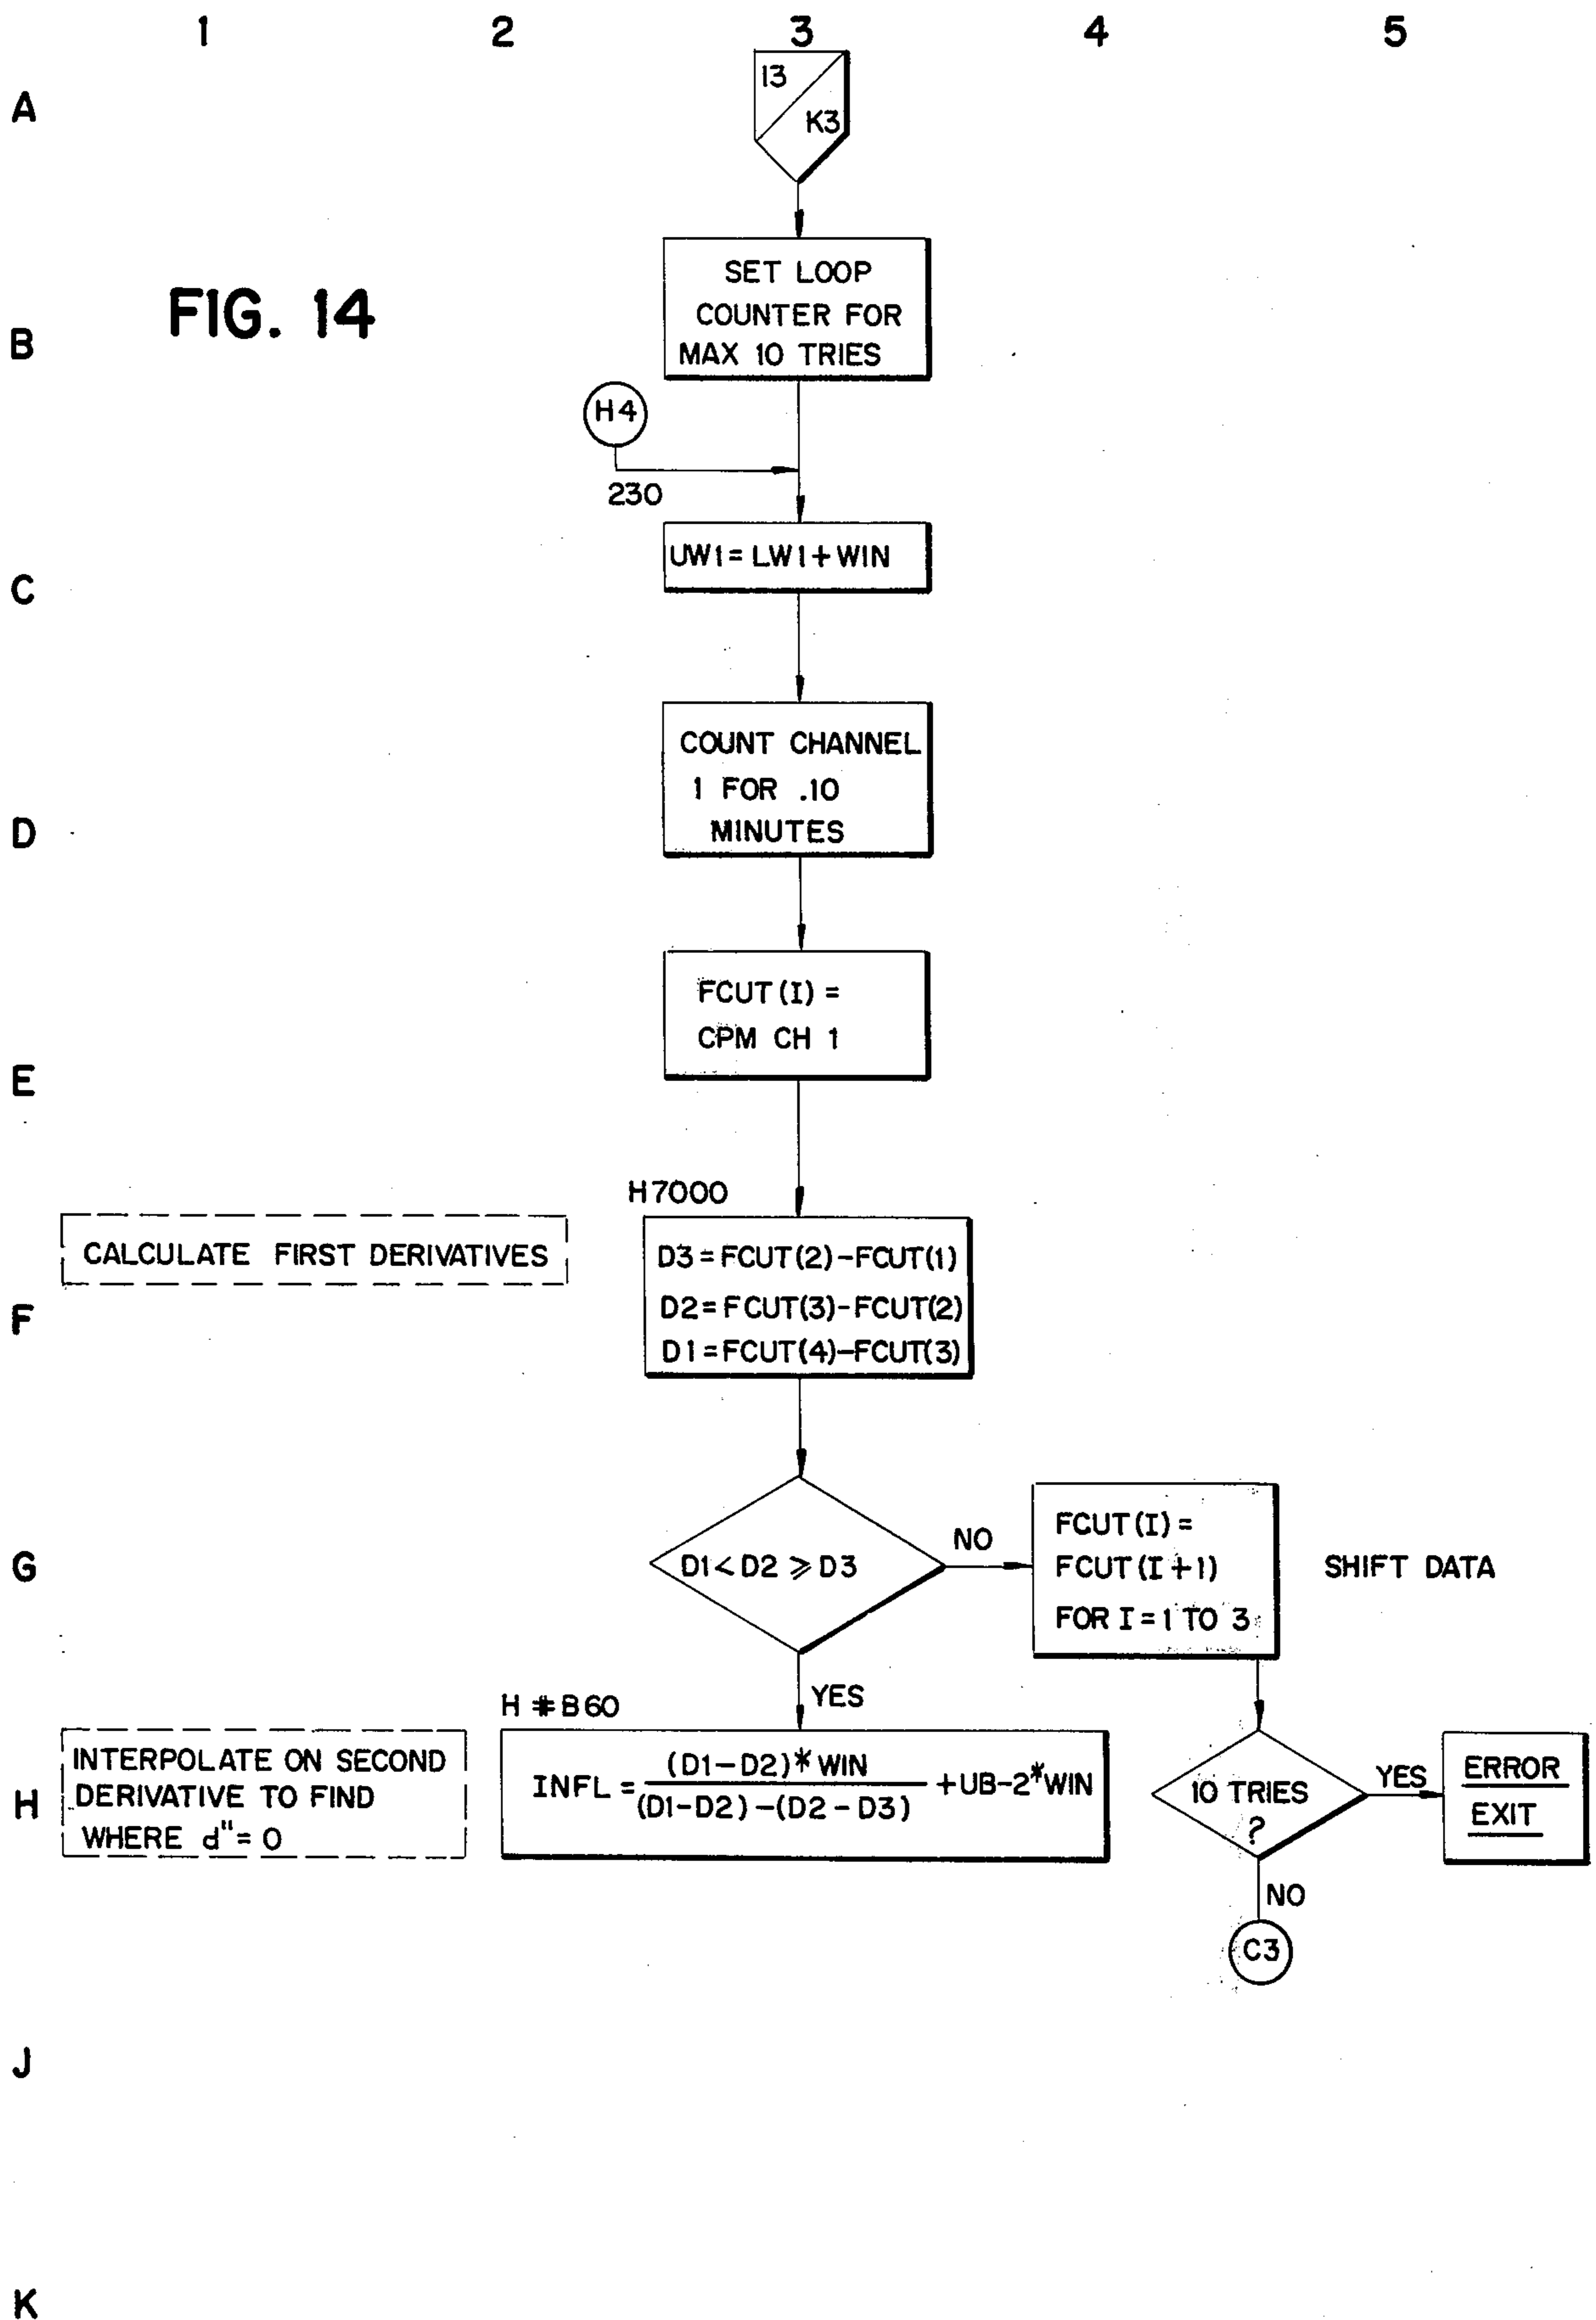 1 2 3 4 5
A
13
K3
SET LOOP
COUNTER FOR
MAX 10 TRIES
FIG. 14
B
H4
230
UW1 = LW1 + WIN
C
COUNT CHANNEL
1 FOR .10
MINUTES
D
FCUT (I) =
CPM CH 1
E
H7000
CALCULATE FIRST DERIVATIVES
D3 = FCUT(2)-FCUT(1)
D2 = FCUT(3)-FCUT(2)
D1 = FCUT(4)-FCUT(3)
F
D1 < D2 ⩾ D3
NO
FCUT (I) =
FCUT (I +1)
FOR I = 1 TO 3
SHIFT DATA
G
YES
H # B60
INTERPOLATE ON SECOND
DERIVATIVE TO FIND
WHERE d" = 0
INFL = (D1-D2)* WIN / (D1-D2)-(D2-D3) + UB-2*WIN
H
10 TRIES
?
YES
ERROR
EXIT
NO
C3
J
K